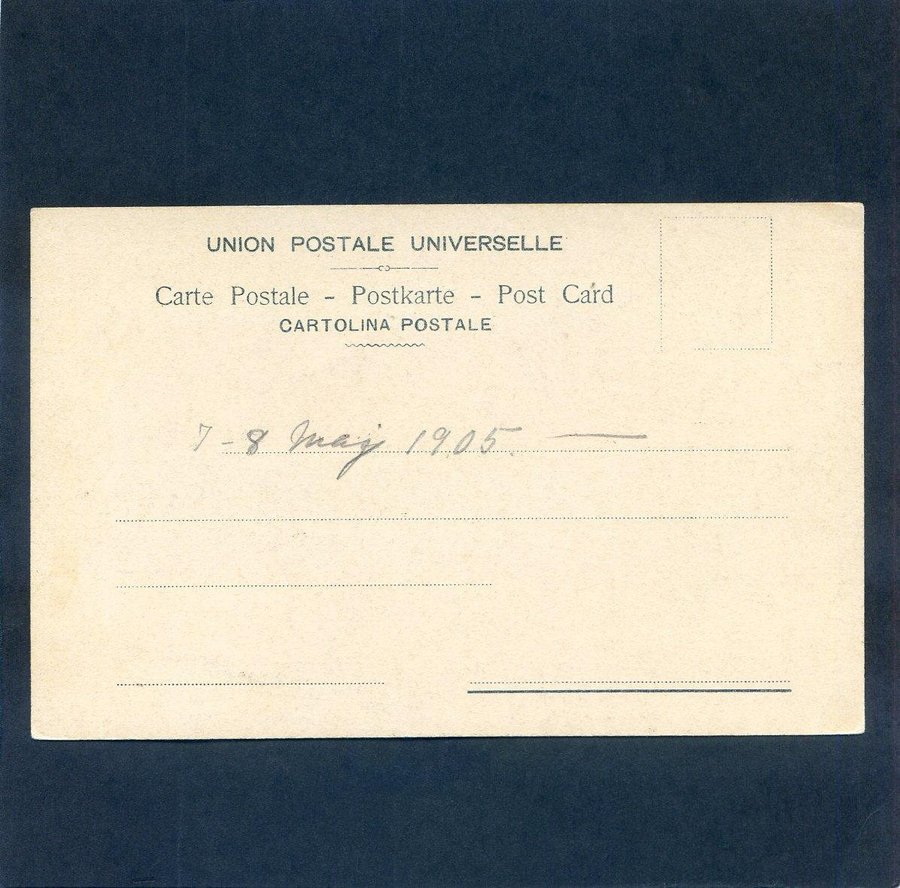 UNION POSTALE UNIVERSELLE
Carte Postale - Postkarte - Post Card
CARTOLINA POSTALE
7-8 Maj 1905. —